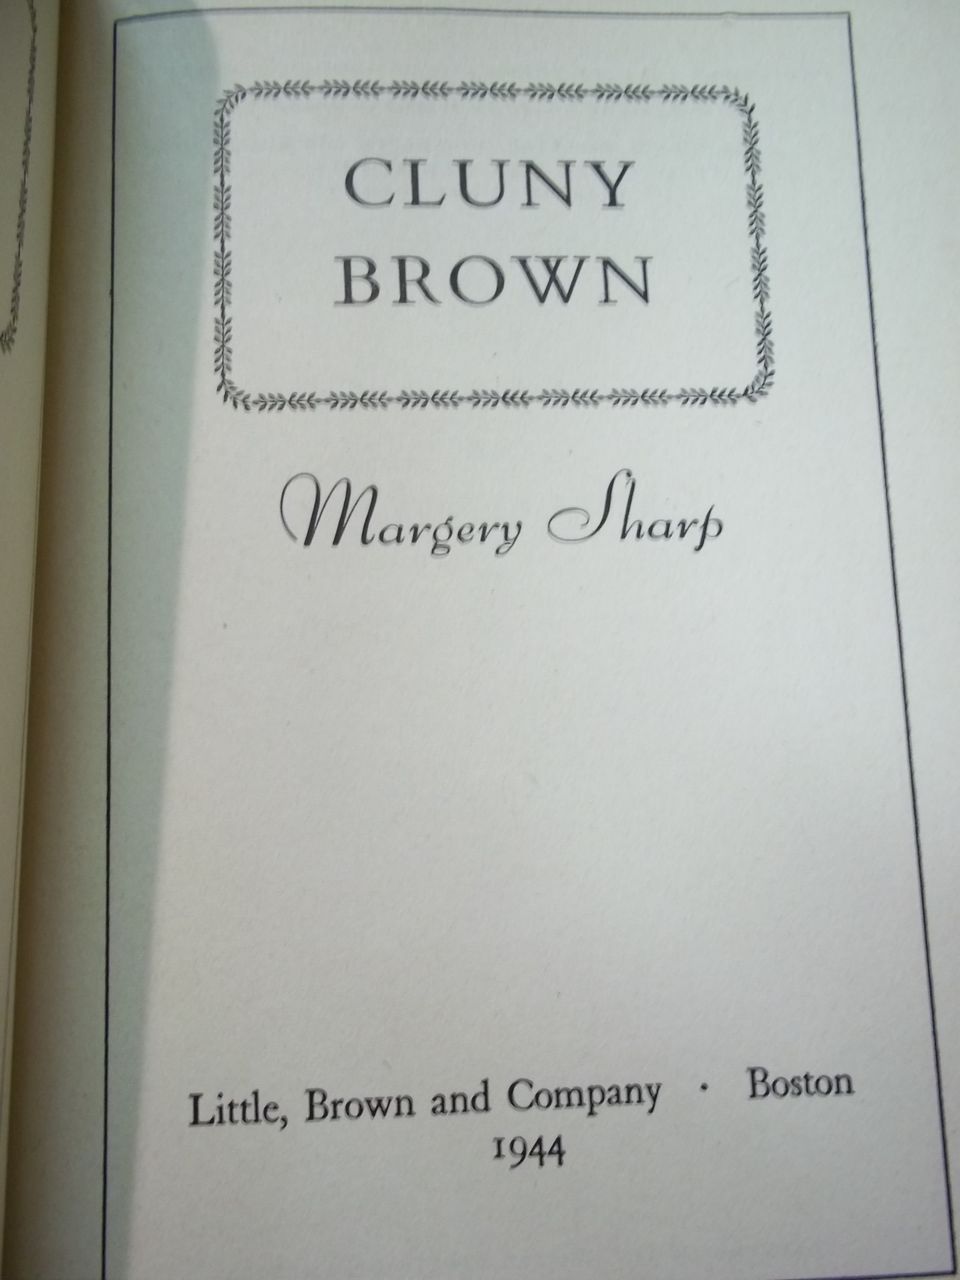 CLUNY
BROWN
Margery Sharp
Little, Brown and Company · Boston
1944